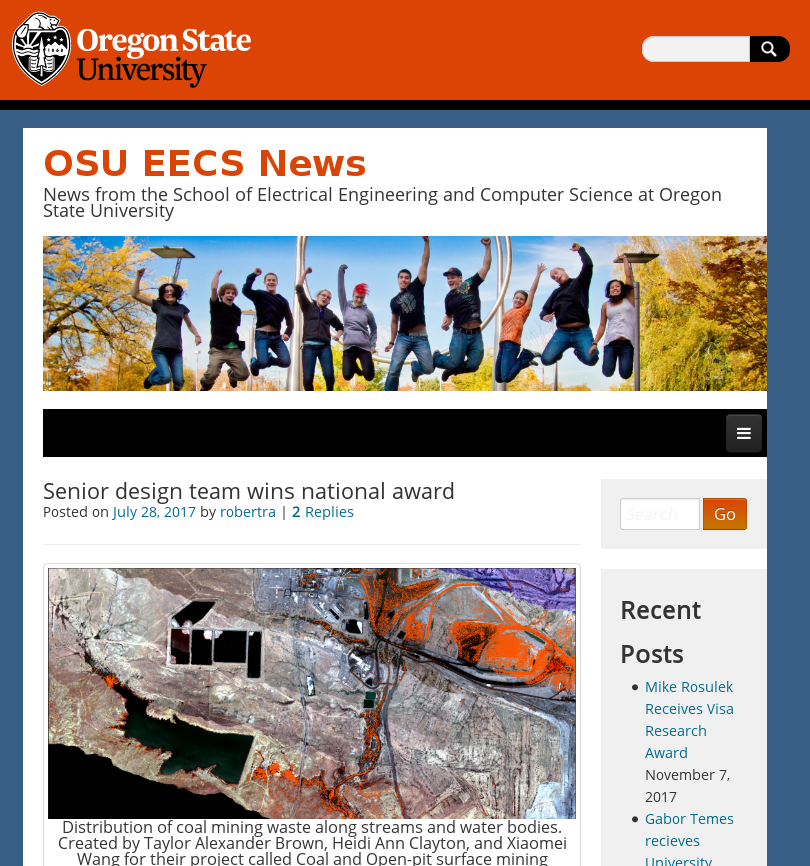 Oregon State
University
OSU EECS News
News from the School of Electrical Engineering and Computer Science at Oregon
State University
Senior design team wins national award
Posted on July 28, 2017 by robertra | 2 Replies
Distribution of coal mining waste along streams and water bodies.
Created by Taylor Alexander Brown, Heidi Ann Clayton, and Xiaomei
Wang for their project called Coal and Open-pit surface mining
Search
Go
Recent
Posts
Mike Rosulek
Receives Visa
Research
Award
November 7,
2017
Gabor Temes
recieves
University